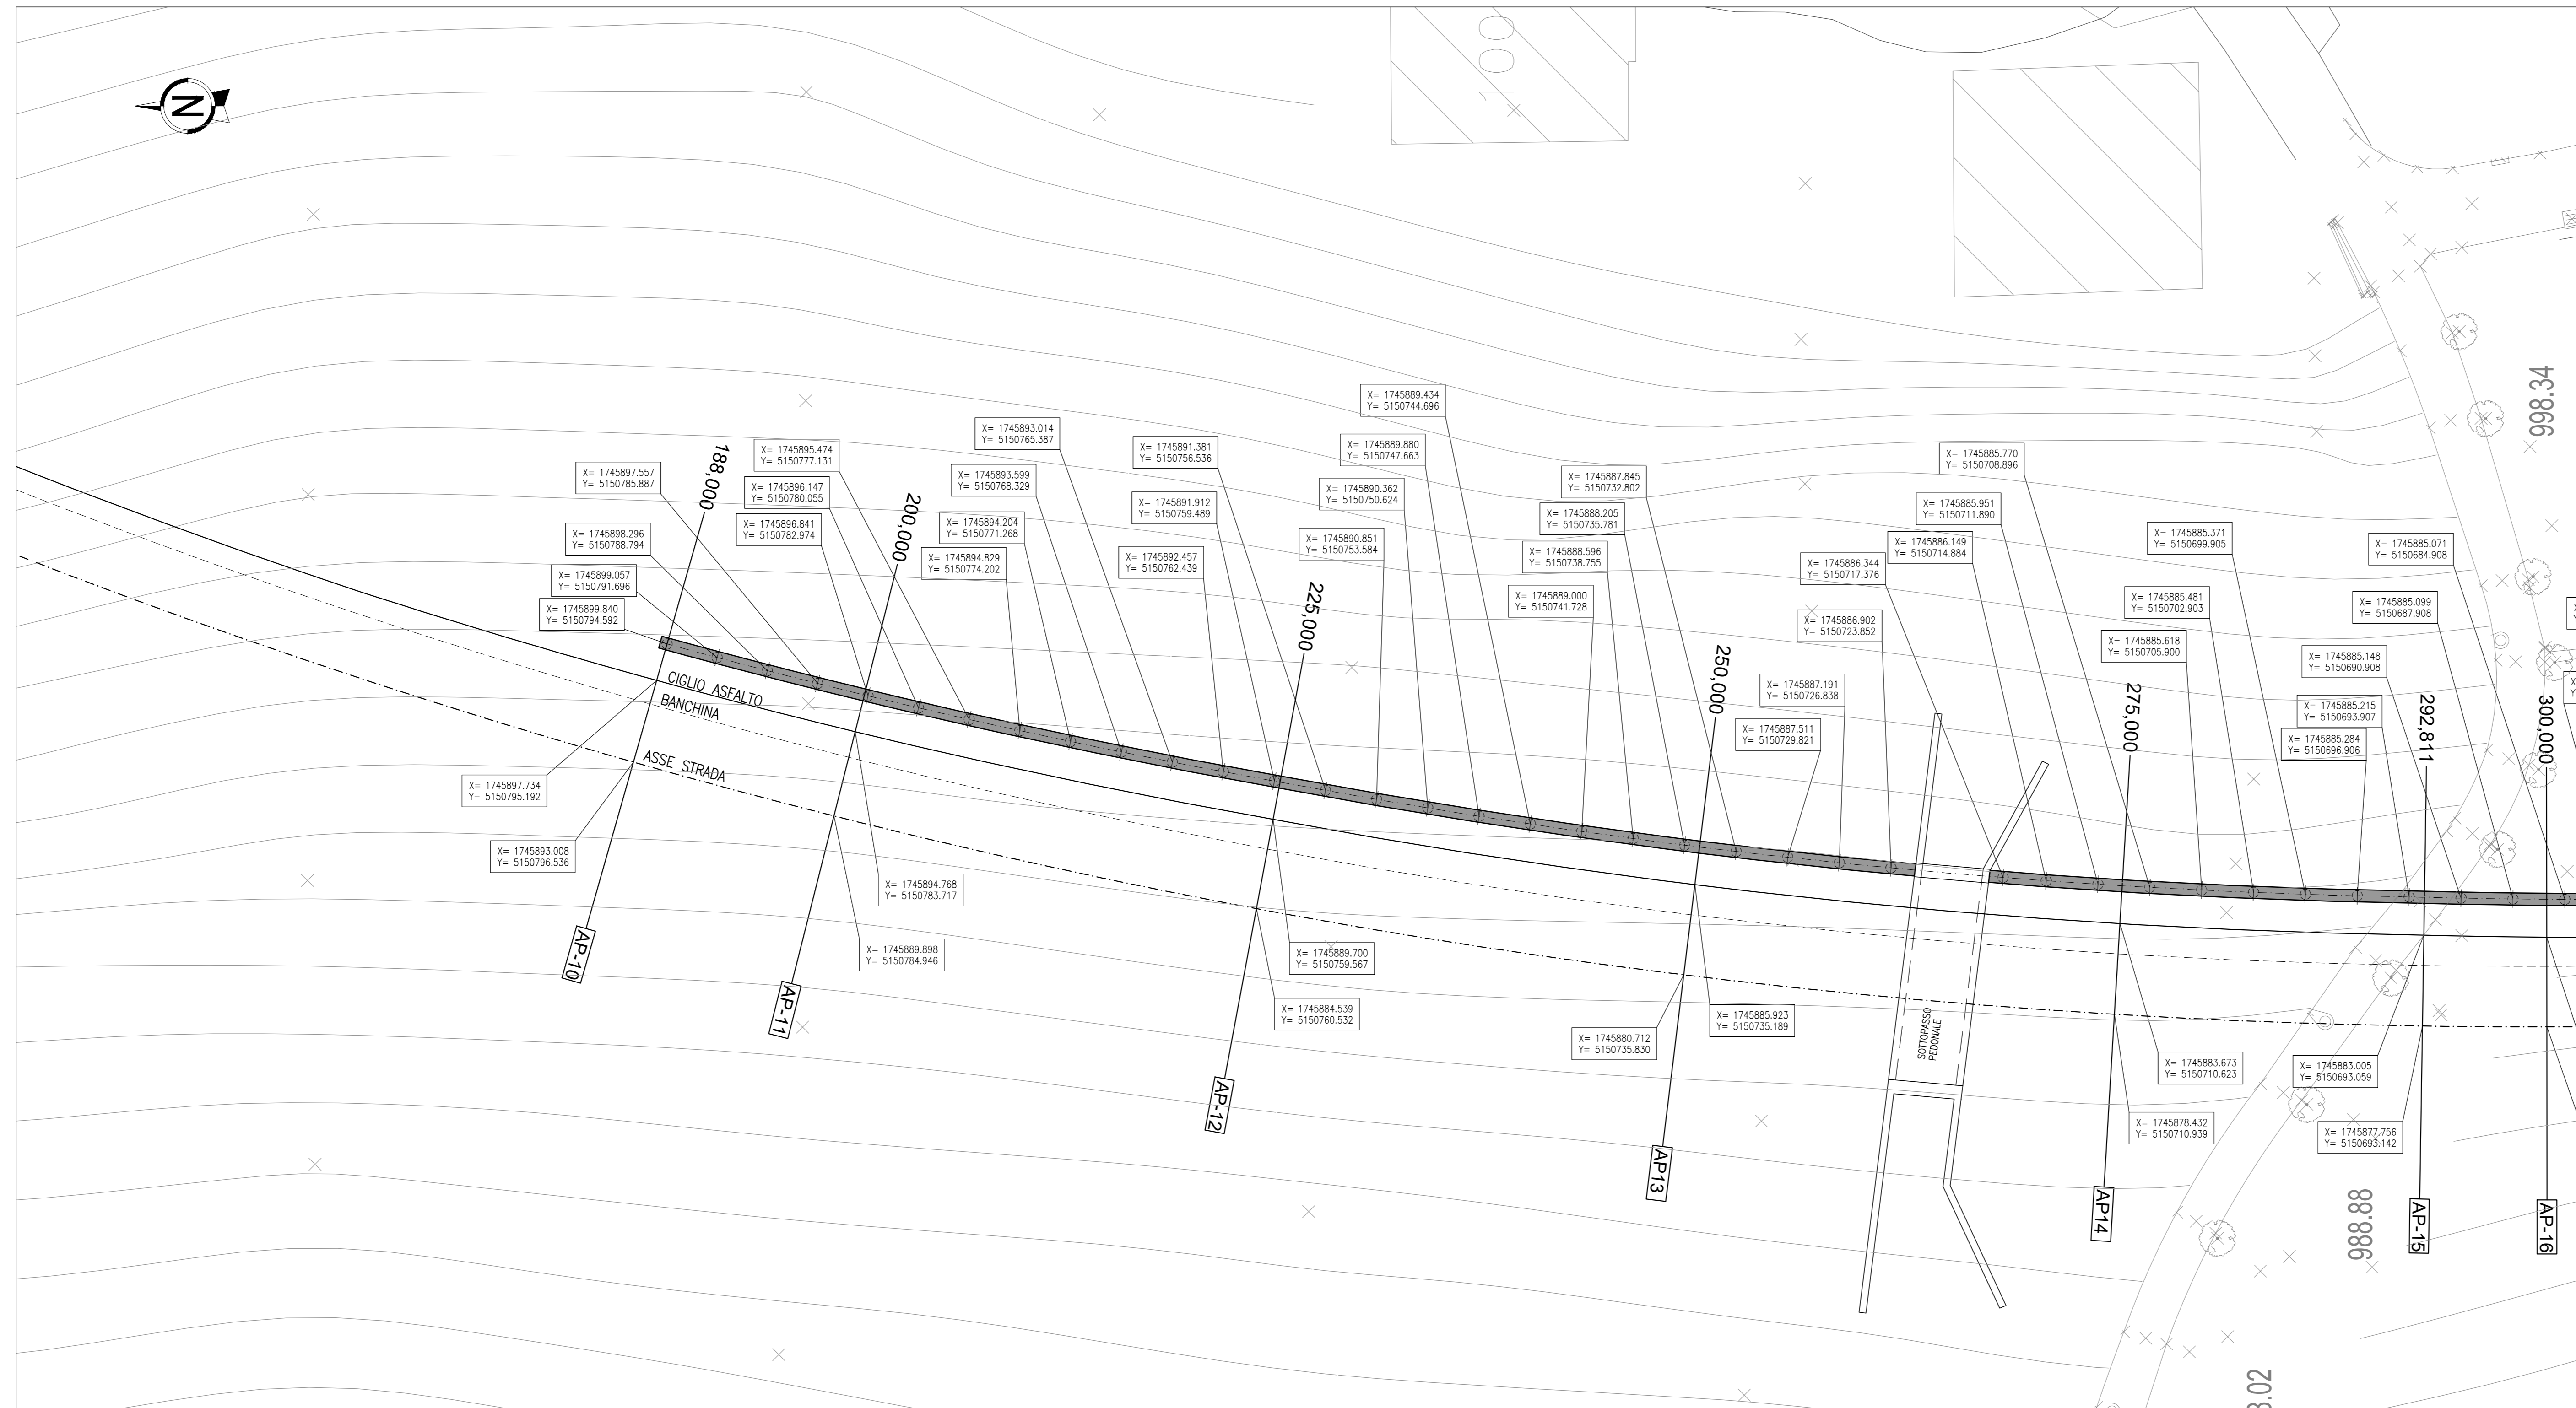 N
100
998.34
X= 1745889.434
Y= 5150744.696
X= 1745893.014
Y= 5150765.387
X= 1745895.474
Y= 5150777.131
X= 1745891.381
Y= 5150756.536
X= 1745889.880
Y= 5150747.663
X= 1745885.770
Y= 5150708.896
188,000
X= 1745897.557
Y= 5150785.887
X= 1745893.599
Y= 5150768.329
X= 1745887.845
Y= 5150732.802
X= 1745896.147
Y= 5150780.055
X= 1745891.912
Y= 5150759.489
X= 1745890.362
Y= 5150750.624
X= 1745885.951
Y= 5150711.890
X= 1745888.205
Y= 5150735.781
200,000
X= 1745896.841
Y= 5150782.974
X= 1745894.204
Y= 5150771.268
X= 1745898.296
Y= 5150788.794
X= 1745885.371
Y= 5150699.905
X= 1745890.851
Y= 5150753.584
X= 1745886.149
Y= 5150714.884
X= 1745885.071
Y= 5150684.908
X= 1745894.829
Y= 5150774.202
X= 1745892.457
Y= 5150762.439
X= 1745888.596
Y= 5150738.755
X= 1745886.344
Y= 5150717.376
X= 1745899.057
Y= 5150791.696
X= 1745889.000
Y= 5150741.728
X= 1745885.481
Y= 5150702.903
X= 1745885.099
Y= 5150687.908
X= 1745899.840
Y= 5150794.592
225,000
X= 1745886.902
Y= 5150723.852
X= 1745885.618
Y= 5150705.900
X= 1745885.148
Y= 5150690.908
250,000
X= 1745887.191
Y= 5150726.838
275,000
X= 1745885.215
Y= 5150693.907
292,811
300,000
CIGLIO ASFALTO
BANCHINA
X= 1745887.511
Y= 5150729.821
X= 1745885.284
Y= 5150696.906
ASSE STRADA
X= 1745897.734
Y= 5150795.192
X= 1745893.008
Y= 5150796.536
X= 1745894.768
Y= 5150783.717
AP-10
X= 1745889.898
Y= 5150784.946
X= 1745889.700
Y= 5150759.567
AP-11
X= 1745884.539
Y= 5150760.532
X= 1745885.923
Y= 5150735.189
X= 1745880.712
Y= 5150735.830
SOTTOPASSO
PEDONALE
X= 1745883.673
Y= 5150710.623
X= 1745883.005
Y= 5150693.059
AP-12
X= 1745878.432
Y= 5150710.939
X= 1745877.756
Y= 5150693.142
AP13
AP14
988.88
AP-15
AP-16